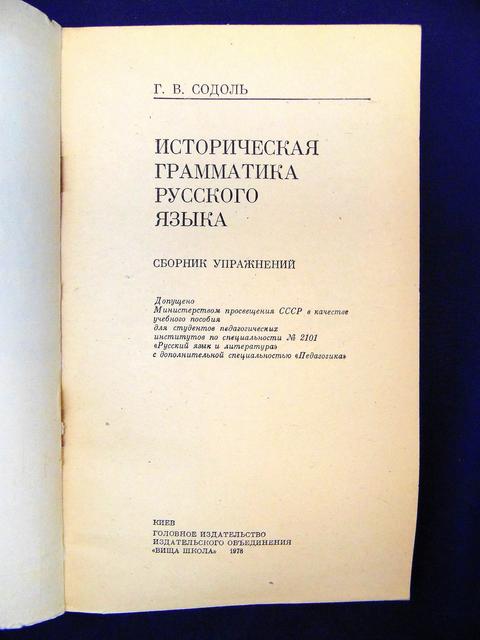 Г. В. СОДОЛЬ
ИСТОРИЧЕСКАЯ
ГРАММАТИКА
РУССКОГО
ЯЗЫКА
СБОРНИК УПРАЖНЕНИЙ
Допущено
Министерством просвещения СССР в качестве
учебного пособия
для студентов педагогических
институтов по специальности № 2101
«Русский язык и литература»
с дополнительной специальностью «Педагогика»
КИЕВ
ГОЛОВНОЕ ИЗДАТЕЛЬСТВО
ИЗДАТЕЛЬСКОГО ОБЪЕДИНЕНИЯ
«ВИЩА ШКОЛА» 1978